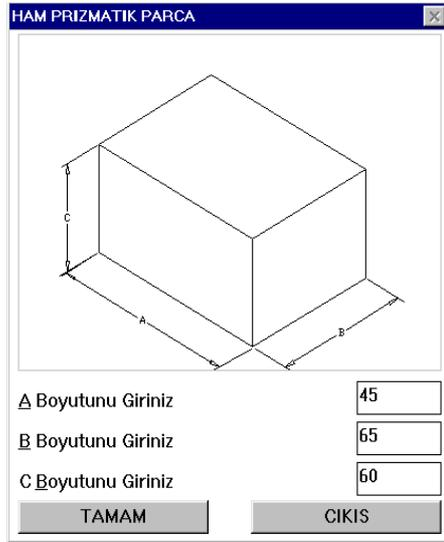 HAM PRIZMATIK PARCA
C
A
B
A Boyutunu Giriniz 45
B Boyutunu Giriniz 65
C Boyutunu Giriniz 60
TAMAM CIKIS